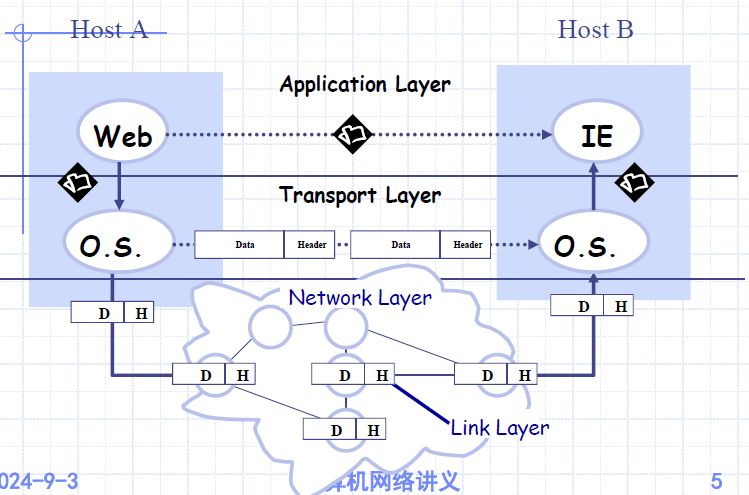 Host A
Host B
Application Layer
Web
IE
Transport Layer
O.S.
Data
Header
Data
Header
O.S.
Network Layer
D H
D H
D H
D H
D H
D H
Link Layer
024-9-3
算机网络讲义
5